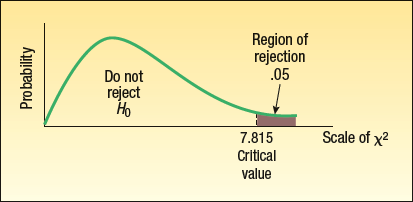 Probability
Do not
reject
H₀
Region of
rejection
.05
7.815
Critical
value
Scale of χ²